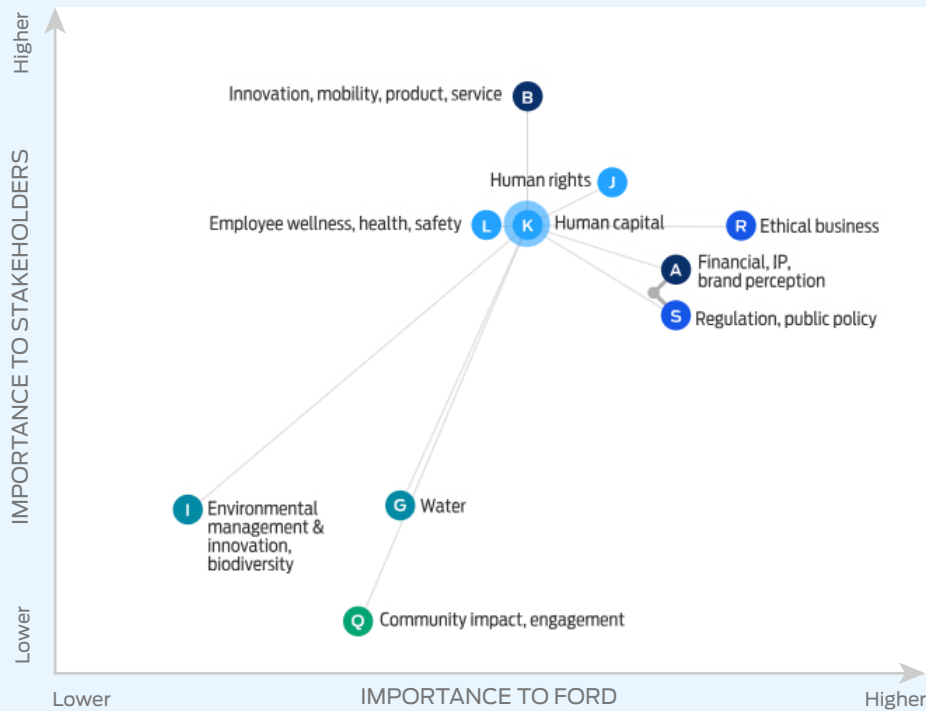 Higher
IMPORTANCE TO STAKEHOLDERS
Lower
Innovation, mobility, product, service
B
Human rights
J
Employee wellness, health, safety
L
K
Human capital
R
Ethical business
A
Financial, IP,
brand perception
S
Regulation, public policy
I
Environmental
management &
innovation,
biodiversity
G
Water
Q
Community impact, engagement
Lower
IMPORTANCE TO FORD
Higher